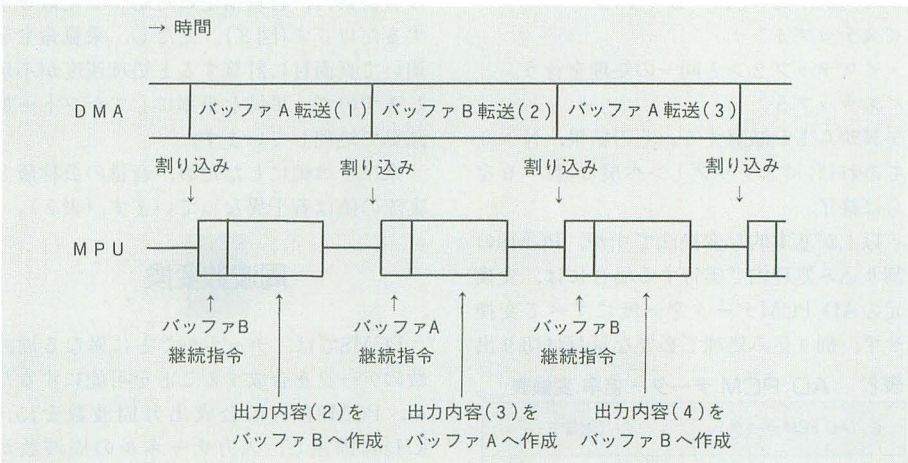 → 時間
DMA
バッファA転送(1)
バッファB転送(2)
バッファA転送(3)
割り込み
割り込み
割り込み
割り込み
↓
↓
↓
↓
MPU
↑
↑
↑
↑
↑
↑
バッファB
継続指令
バッファA
継続指令
バッファB
継続指令
出力内容(2)を
バッファBへ作成
出力内容(3)を
バッファAへ作成
出力内容(4)を
バッファBへ作成